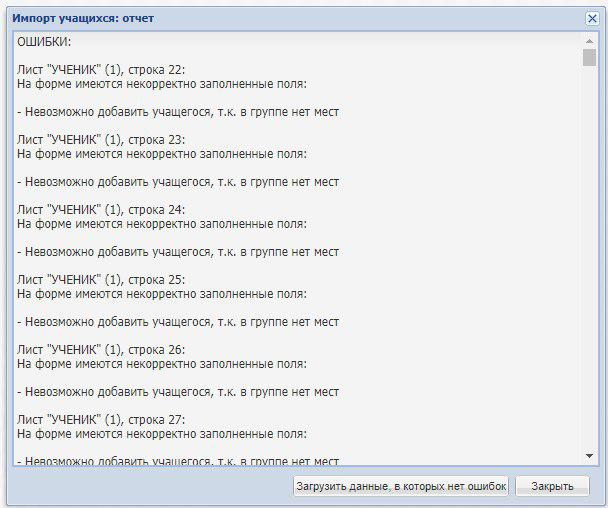 Импорт учащихся: отчет
ОШИБКИ:
Лист "УЧЕНИК" (1), строка 22:
На форме имеются некорректно заполненные поля:
- Невозможно добавить учащегося, т.к. в группе нет мест
Лист "УЧЕНИК" (1), строка 23:
На форме имеются некорректно заполненные поля:
- Невозможно добавить учащегося, т.к. в группе нет мест
Лист "УЧЕНИК" (1), строка 24:
На форме имеются некорректно заполненные поля:
- Невозможно добавить учащегося, т.к. в группе нет мест
Лист "УЧЕНИК" (1), строка 25:
На форме имеются некорректно заполненные поля:
- Невозможно добавить учащегося, т.к. в группе нет мест
Лист "УЧЕНИК" (1), строка 26:
На форме имеются некорректно заполненные поля:
- Невозможно добавить учащегося, т.к. в группе нет мест
Лист "УЧЕНИК" (1), строка 27:
На форме имеются некорректно заполненные поля:
- Невозможно добавить учащегося, т.к. в группе нет мест
Загрузить данные, в которых нет ошибок Закрыть